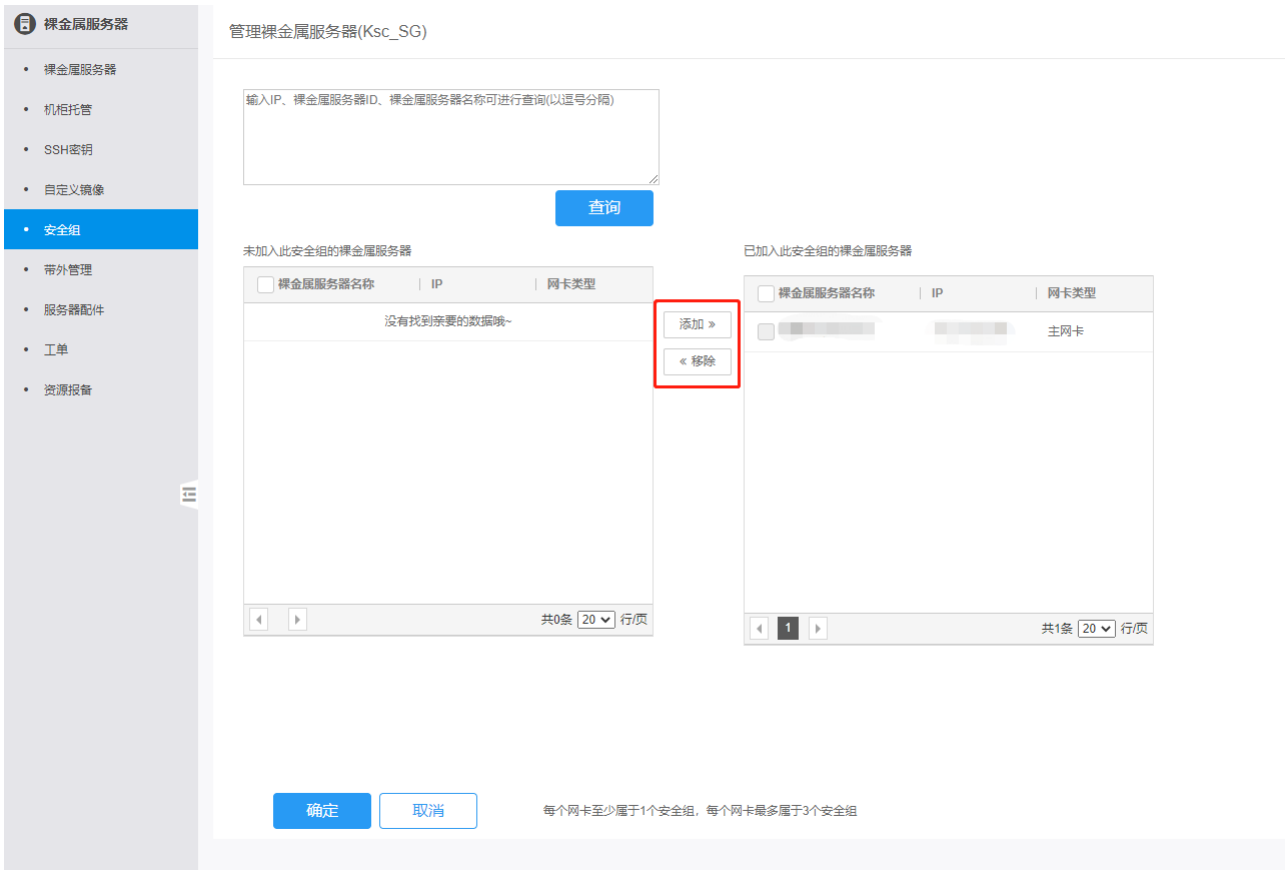 裸金属服务器
裸金属服务器
机柜托管
SSH密钥
自定义镜像
安全组
带外管理
服务器配件
工单
资源报备
管理裸金属服务器(Ksc_SG)
输入IP、裸金属服务器ID、裸金属服务器名称可进行查询(以逗号分隔)
查询
未加入此安全组的裸金属服务器
裸金属服务器名称 IP 网卡类型
没有找到亲要的数据哦~
共0条 20 行/页
添加 »
« 移除
已加入此安全组的裸金属服务器
裸金属服务器名称 IP 网卡类型
主网卡
1 共1条 20 行/页
确定 取消 每个网卡至少属于1个安全组，每个网卡最多属于3个安全组